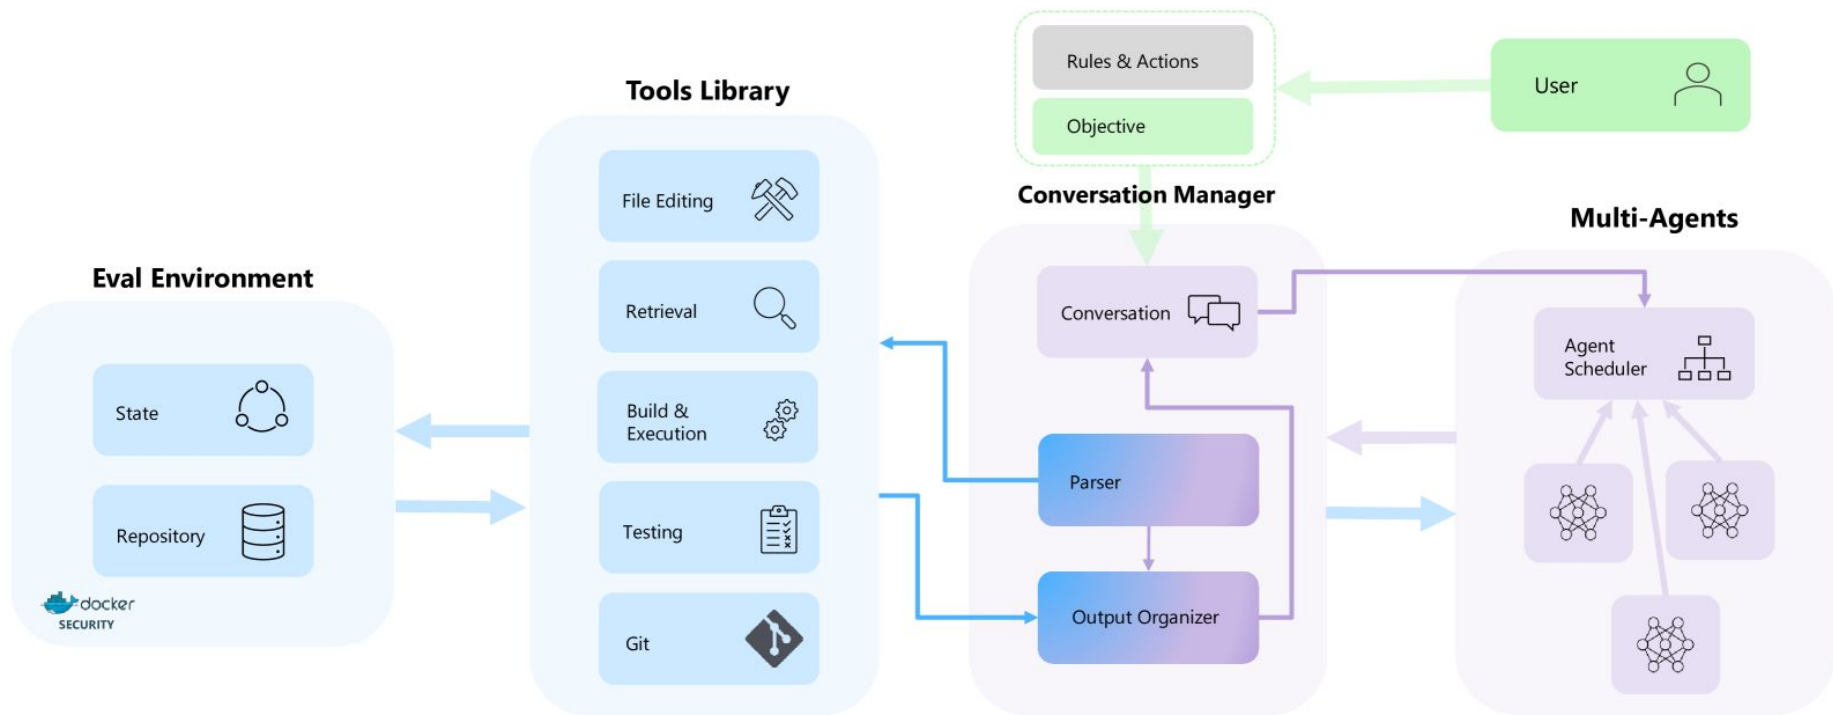 Eval Environment
State
Repository
docker
SECURITY
Tools Library
File Editing
Retrieval
Build &
Execution
Testing
Git
Rules & Actions
Objective
User
Conversation Manager
Conversation
Parser
Output Organizer
Multi-Agents
Agent
Scheduler